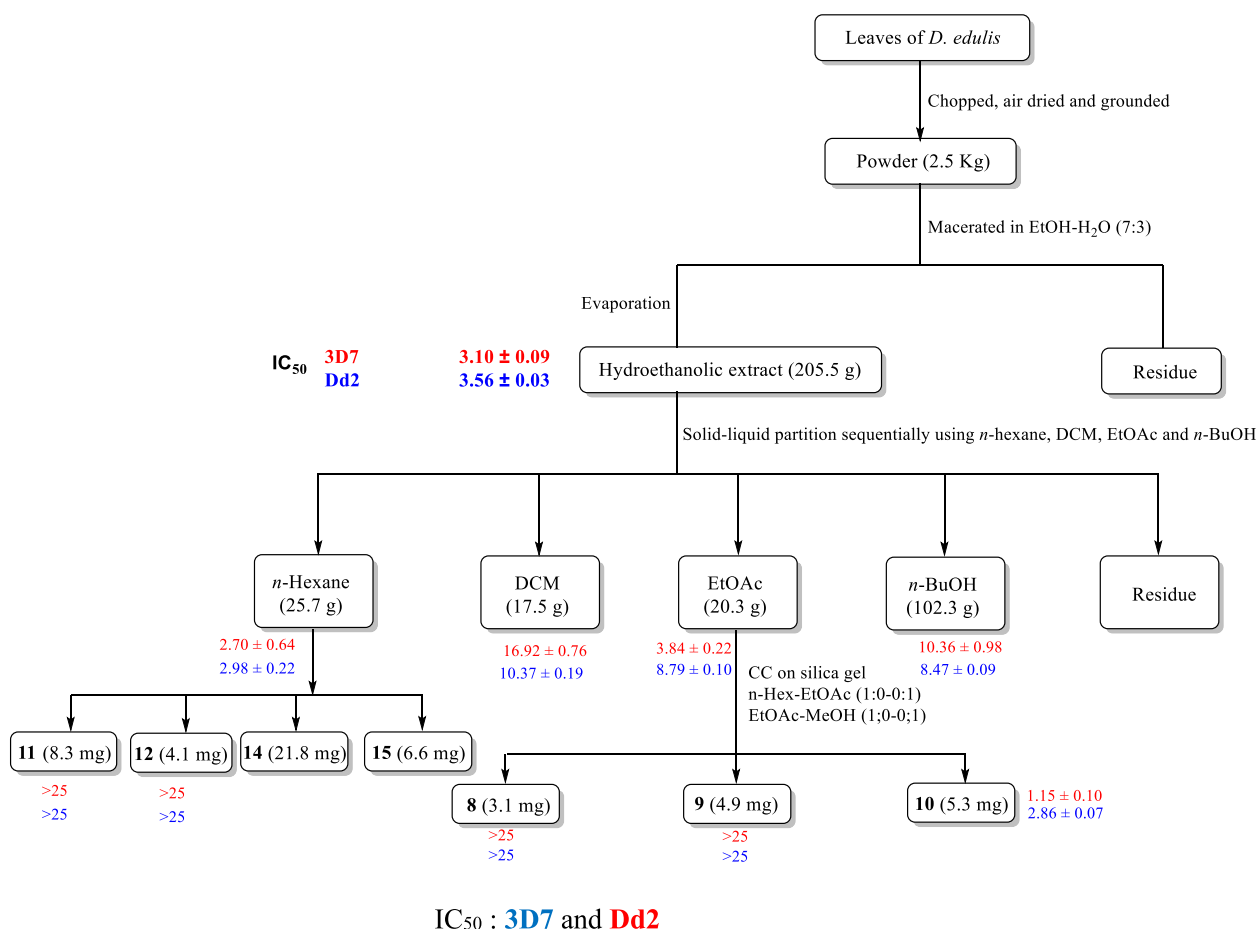 Leaves of D. edulis
Chopped, air dried and grounded
Powder (2.5 Kg)
Macerated in EtOH-H₂O (7:3)
Evaporation
IC₅₀ 3D7 3.10 ± 0.09
Dd2 3.56 ± 0.03
Hydroethanolic extract (205.5 g)
Residue
Solid-liquid partition sequentially using n-hexane, DCM, EtOAc and n-BuOH
n-Hexane
(25.7 g)
DCM
(17.5 g)
EtOAc
(20.3 g)
n-BuOH
(102.3 g)
Residue
2.70 ± 0.64
2.98 ± 0.22
16.92 ± 0.76
10.37 ± 0.19
3.84 ± 0.22
8.79 ± 0.10
10.36 ± 0.98
8.47 ± 0.09
CC on silica gel
n-Hex-EtOAc (1:0-0:1)
EtOAc-MeOH (1;0-0;1)
11 (8.3 mg)
12 (4.1 mg)
14 (21.8 mg)
15 (6.6 mg)
>25
>25
>25
>25
8 (3.1 mg)
9 (4.9 mg)
10 (5.3 mg)
1.15 ± 0.10
2.86 ± 0.07
>25
>25
>25
>25
IC₅₀ : 3D7 and Dd2